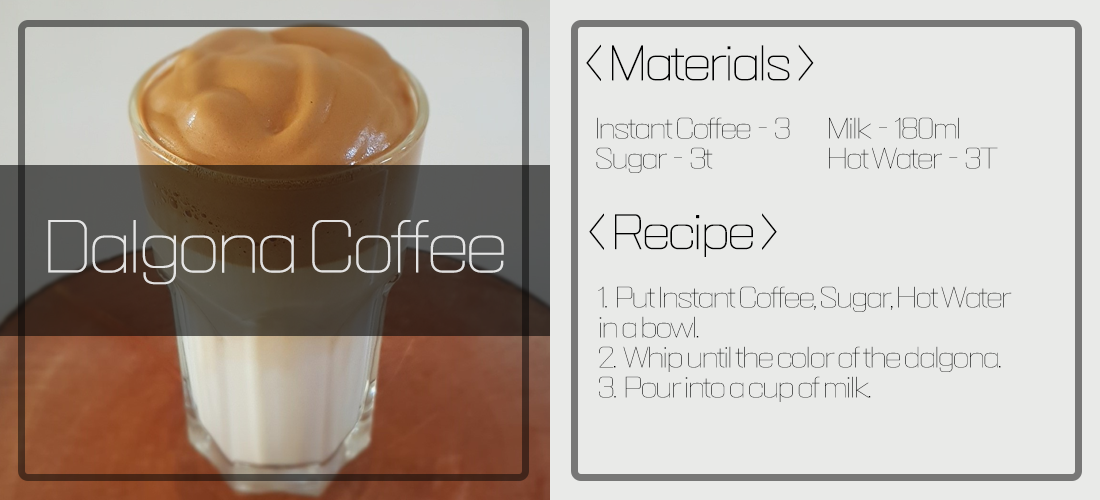 Dalgona Coffee
<Materials>
Instant Coffee - 3
Milk - 180ml
Sugar - 3t
Hot Water - 3T
<Recipe>
1. Put Instant Coffee, Sugar, Hot Water
in a bowl.
2. Whip until the color of the dalgona.
3. Pour into a cup of milk.